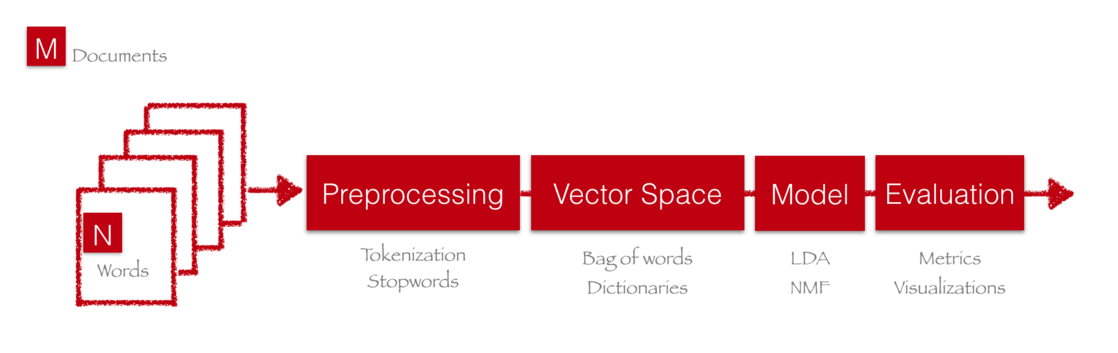 M Documents
N
Words
Preprocessing
Tokenization
Stopwords
Vector Space
Bag of words
Dictionaries
Model
LDA
NMF
Evaluation
Metrics
Visualizations